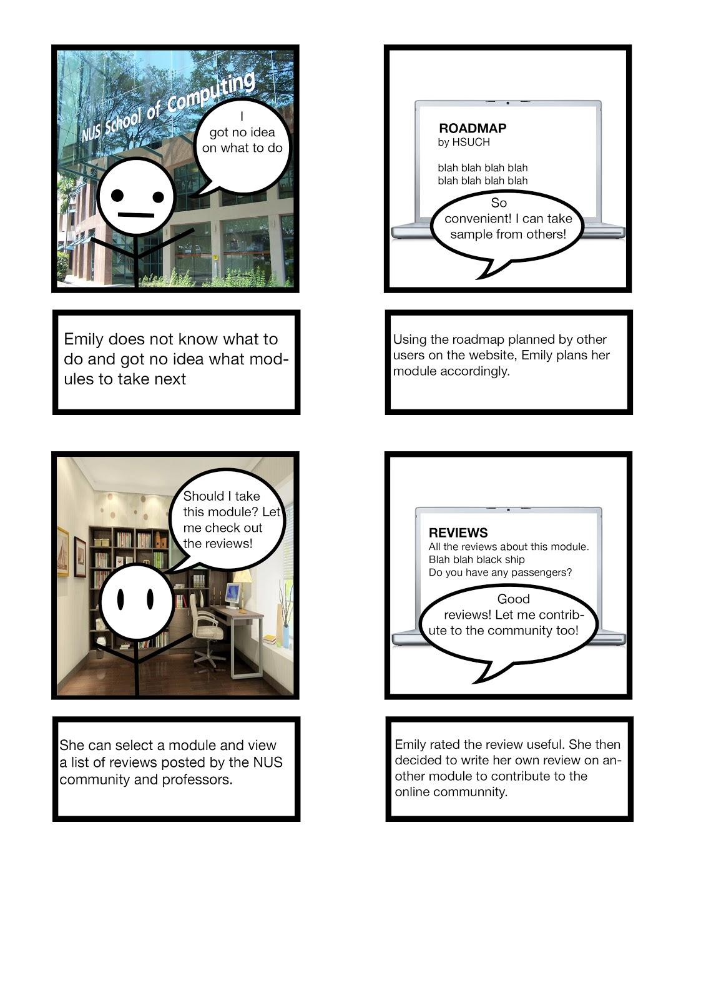 NUS School of Computing
I
got no idea
on what to do
ROADMAP
by HSUCH
blah blah blah blah
blah blah blah blah
So
convenient! I can take
sample from others!
Emily does not know what to
do and got no idea what mod-
ules to take next
Using the roadmap planned by other
users on the website, Emily plans her
module accordingly.
Should I take
this module? Let
me check out
the reviews!
REVIEWS
All the reviews about this module.
Blah blah black ship
Do you have any passengers?
Good
reviews! Let me contrib-
ute to the community too!
She can select a module and view
a list of reviews posted by the NUS
community and professors.
Emily rated the review useful. She then
decided to write her own review on an-
other module to contribute to the
online communnity.